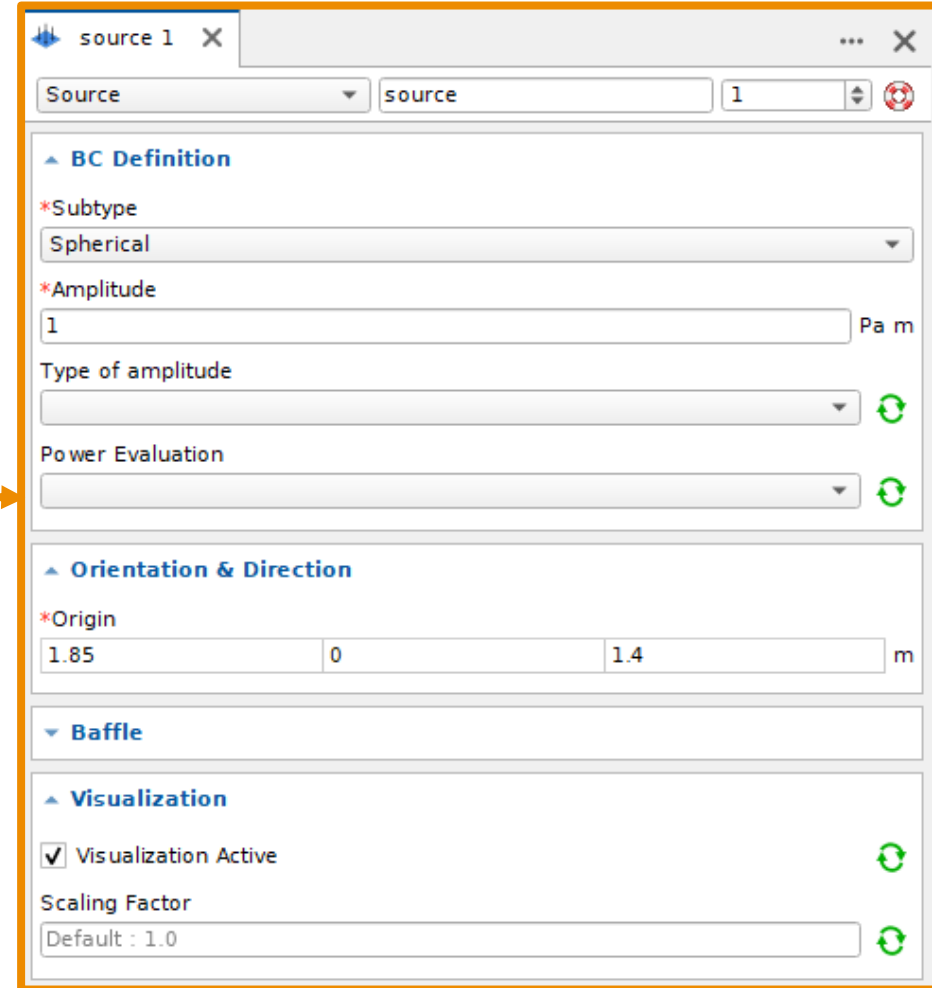 source 1
Source source 1
BC Definition
*Subtype
Spherical
*Amplitude
1 Pa m
Type of amplitude
Power Evaluation
Orientation & Direction
*Origin
1.85 0 1.4 m
Baffle
Visualization
Visualization Active
Scaling Factor
Default : 1.0